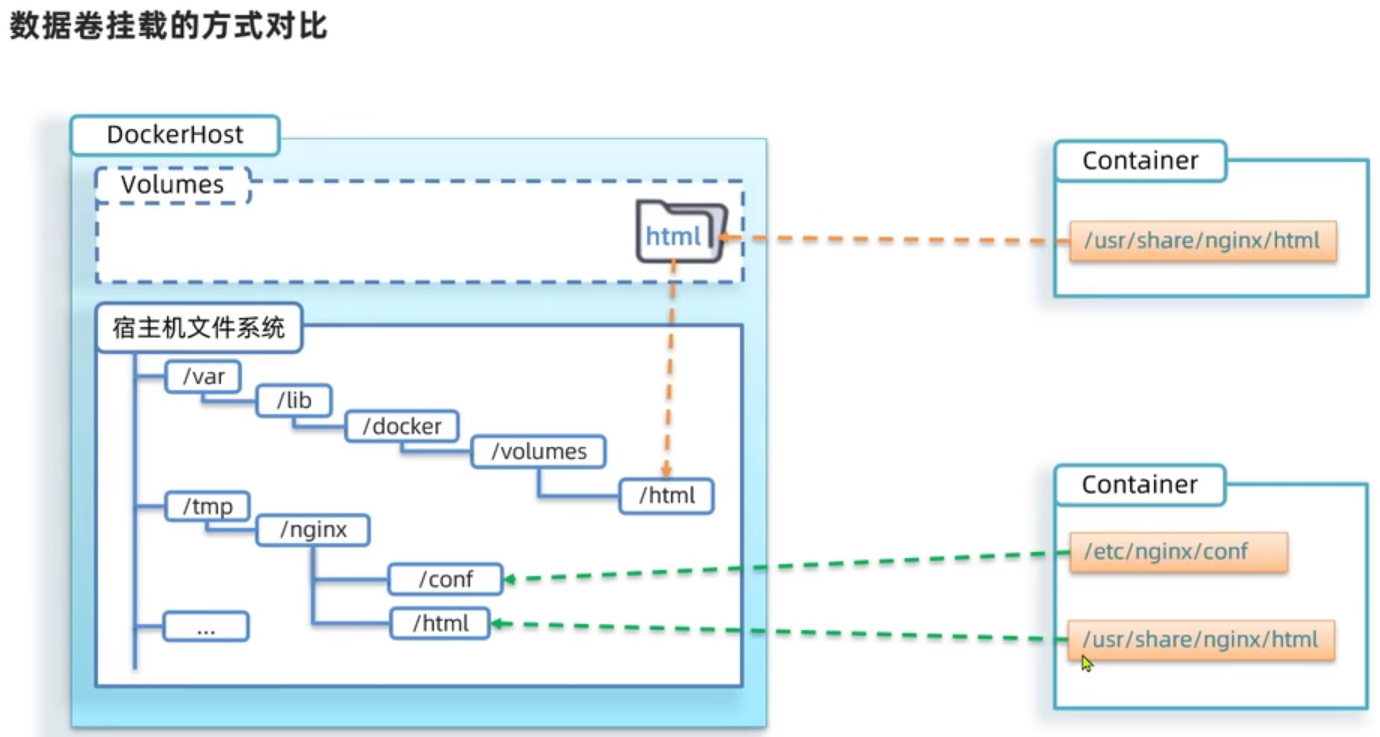 数据卷挂载的方式对比
DockerHost
Volumes
html
宿主机文件系统
/var
/lib
/docker
/volumes
/html
/tmp
/nginx
/conf
/html
...
Container
/usr/share/nginx/html
Container
/etc/nginx/conf
/usr/share/nginx/html